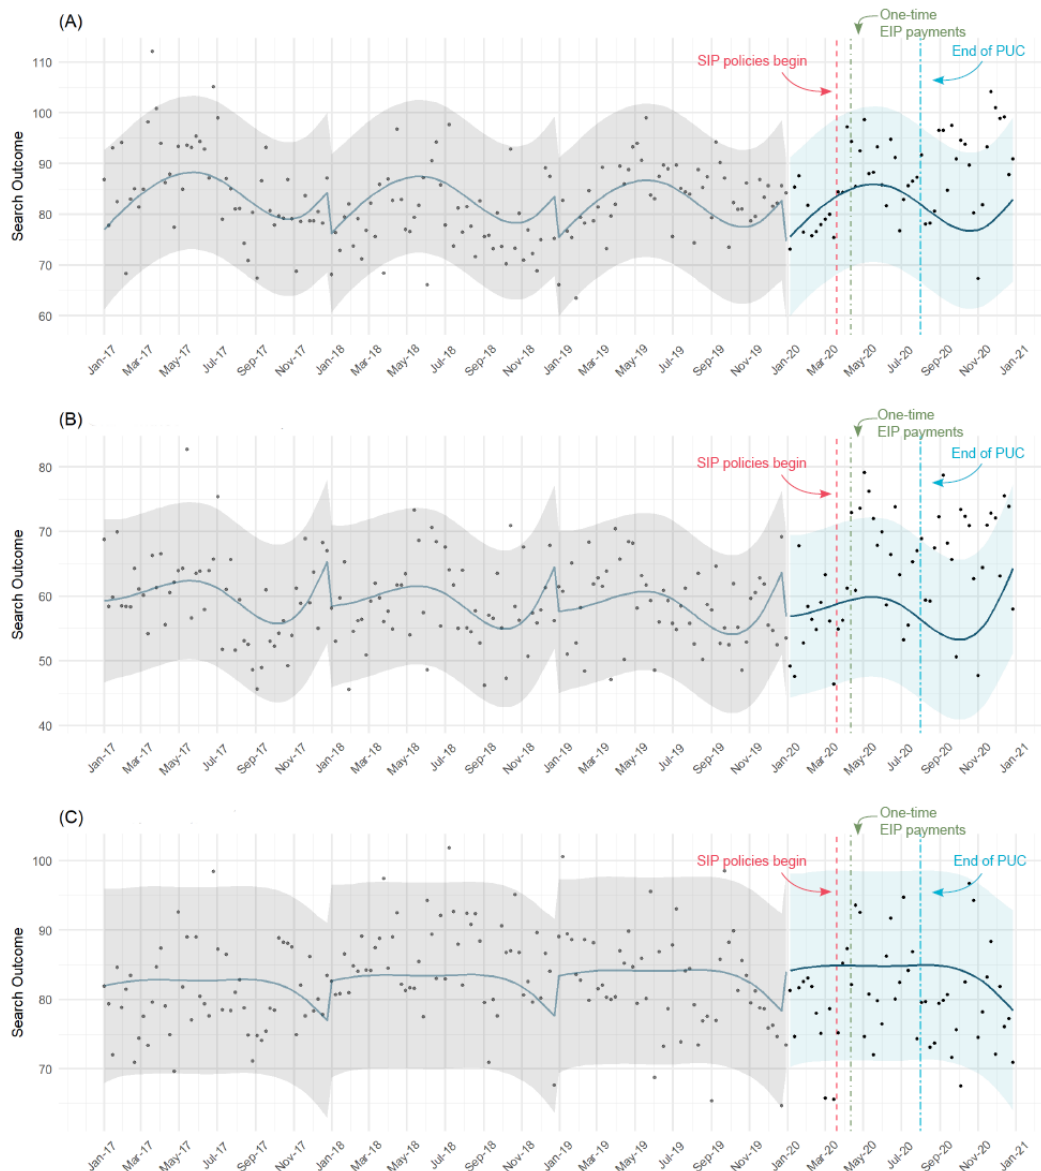 (A)
One-time
EIP payments
SIP policies begin
End of PUC
Search Outcome
110
100
90
80
70
60
Jan-17 Mar-17 May-17 Jul-17 Sep-17 Nov-17 Jan-18 Mar-18 May-18 Jul-18 Sep-18 Nov-18 Jan-19 Mar-19 May-19 Jul-19 Sep-19 Nov-19 Jan-20 Mar-20 May-20 Jul-20 Sep-20 Nov-20 Jan-21
(B)
One-time
EIP payments
SIP policies begin
End of PUC
Search Outcome
80
70
60
50
40
Jan-17 Mar-17 May-17 Jul-17 Sep-17 Nov-17 Jan-18 Mar-18 May-18 Jul-18 Sep-18 Nov-18 Jan-19 Mar-19 May-19 Jul-19 Sep-19 Nov-19 Jan-20 Mar-20 May-20 Jul-20 Sep-20 Nov-20 Jan-21
(C)
One-time
EIP payments
SIP policies begin
End of PUC
Search Outcome
100
90
80
70
Jan-17 Mar-17 May-17 Jul-17 Sep-17 Nov-17 Jan-18 Mar-18 May-18 Jul-18 Sep-18 Nov-18 Jan-19 Mar-19 May-19 Jul-19 Sep-19 Nov-19 Jan-20 Mar-20 May-20 Jul-20 Sep-20 Nov-20 Jan-21